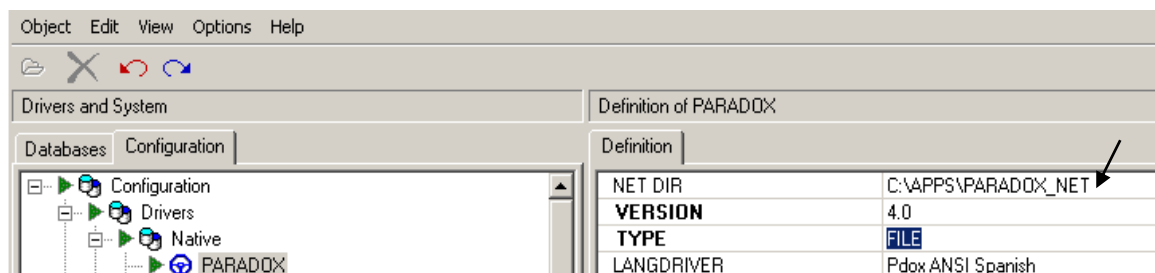 Object Edit View Options Help
Drivers and System
Definition of PARADOX
Databases Configuration
Definition
Configuration
Drivers
Native
PARADOX
NET DIR C:\APPS\PARADOX_NET
VERSION 4.0
TYPE FILE
LANGDRIVER Pdox ANSI Spanish